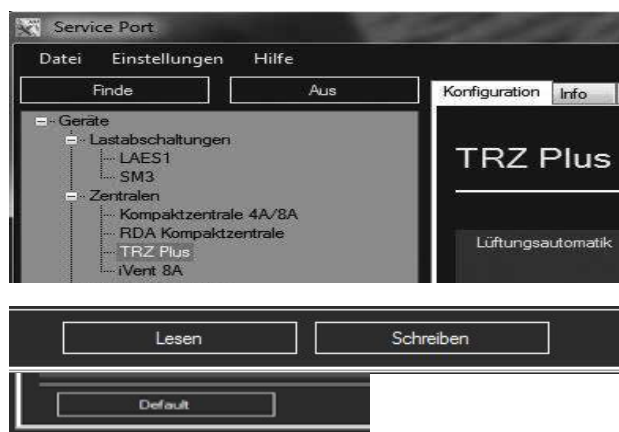 Service Port
Datei Einstellungen Hilfe
Finde Aus
Konfiguration Info
Geräte
Lastabschaltungen
LAES1
SM3
Zentralen
Kompaktzentrale 4A/8A
RDA Kompaktzentrale
TRZ Plus
iVent 8A
TRZ Plus
Lüftungsautomatik
Lesen Schreiben
Default